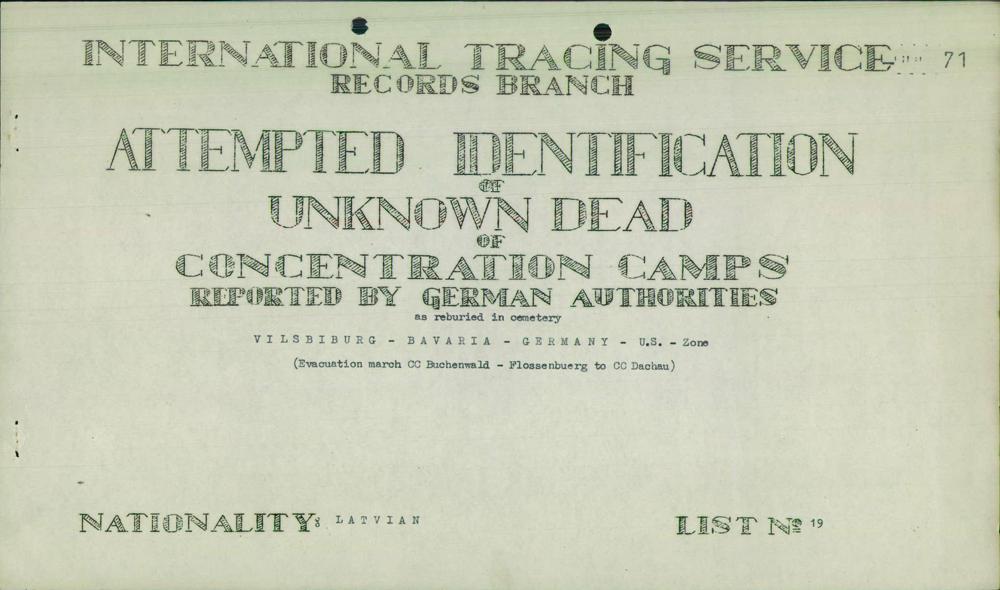 INTERNATIONAL TRACING SERVICE 71
RECORDS BRANCH
ATTEMPTED IDENTIFICATION
OF
UNKNOWN DEAD
OF
CONCENTRATION CAMPS
REPORTED BY GERMAN AUTHORITIES
as reburied in cemetery
VILSBIBURG - BAVARIA - GERMANY - U.S. - Zone
(Evacuation march CC Buchenwald - Flossenbuerg to CC Dachau)
NATIONALITY: LATVIAN LIST Nº 19